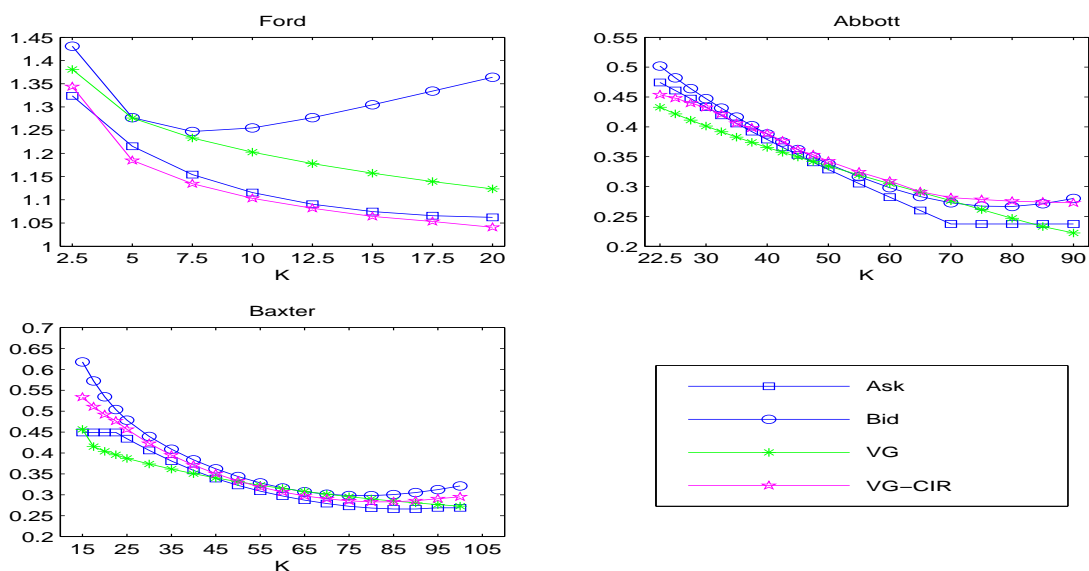 Ford
1.45
1.4
1.35
1.3
1.25
1.2
1.15
1.1
1.05
1
2.5 5 7.5 10 12.5 15 17.5 20
K
Abbott
0.55
0.5
0.45
0.4
0.35
0.3
0.25
0.2
22.5 30 40 50 60 70 80 90
K
Baxter
0.7
0.65
0.6
0.55
0.5
0.45
0.4
0.35
0.3
0.25
0.2
15 25 35 45 55 65 75 85 95 105
K
Ask
Bid
VG
VG-CIR